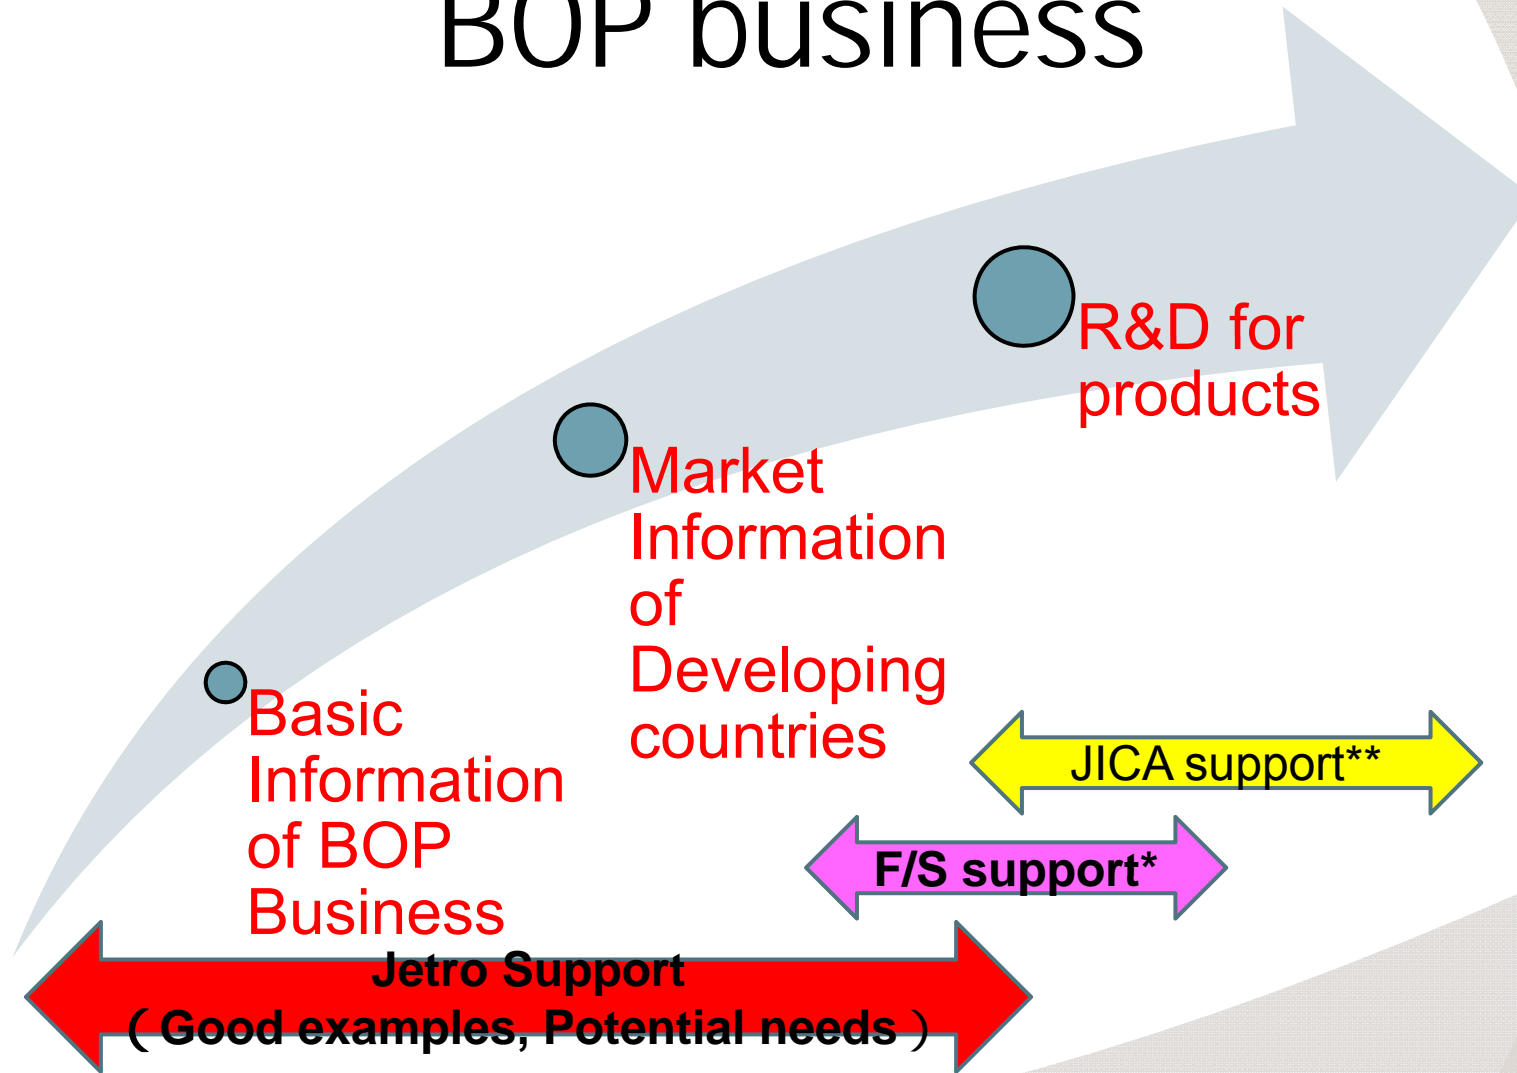 BOP business
R&D for
products
Market
Information
of
Developing
countries
Basic
Information
of BOP
Business
JICA support**
F/S support*
Jetro Support
（Good examples, Potential needs）